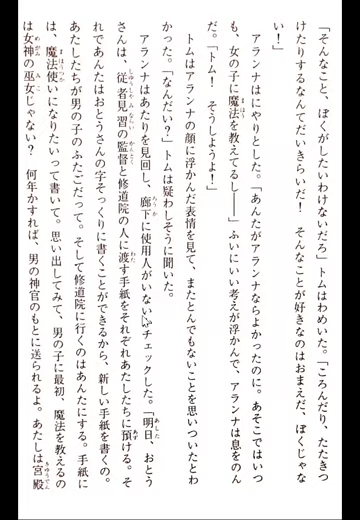 「そんなこと、ぼくがしたいわけないだろ」トムはわめいた。「ころんだり、たたきつ
けたりするなんてだいきらいだ！　そんなことが好きなのはおまえだ、ぼくじゃな
い！」
アランナはにやりとした。「あんたがアランナならよかったのに。あそこではいつ
も、女の子に魔法を教えてるし――」ふいにいい考えが浮かんで、アランナは息をのん
だ。「トム！　そうしようよ！」
トムはアランナの顔に浮かんだ表情を見て、またとんでもないことを思いついたとわ
かった。「なんだい？」トムは疑わしそうに聞いた。
アランナはあたりを見回し、廊下に使用人がいないかチェックした。「明日、おとう
さんは、従者見習の監督と修道院の人に渡す手紙をそれぞれあたしたちに預ける。そ
れであんたはおとうさんの字そっくりに書くことができるから、新しい手紙を書くの。
あたしたちが男の子のふたごだって。そして修道院に行くのはあんたにする。手紙に
は、魔法使いになりたいって書いて。思い出してみて、男の子に最初、魔法を教えるの
は女神の巫女じゃない？　何年かすれば、男の神官のもとに送られるよ。あたしは宮殿